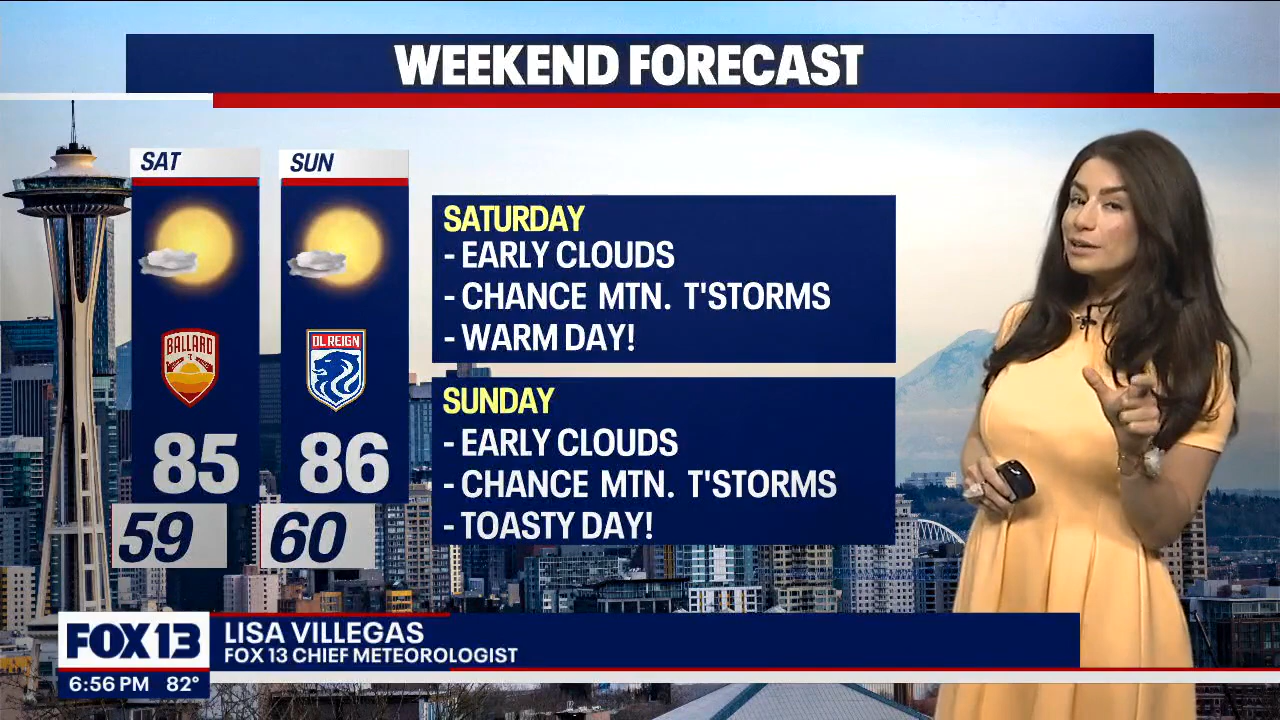 WEEKEND FORECAST
SAT
SUN
BALLARD
OL REIGN
85
86
59
60
SATURDAY
- EARLY CLOUDS
- CHANCE MTN. T'STORMS
- WARM DAY!
SUNDAY
- EARLY CLOUDS
- CHANCE MTN. T'STORMS
- TOASTY DAY!
FOX 13
LISA VILLEGAS
FOX 13 CHIEF METEOROLOGIST
6:56 PM 82°